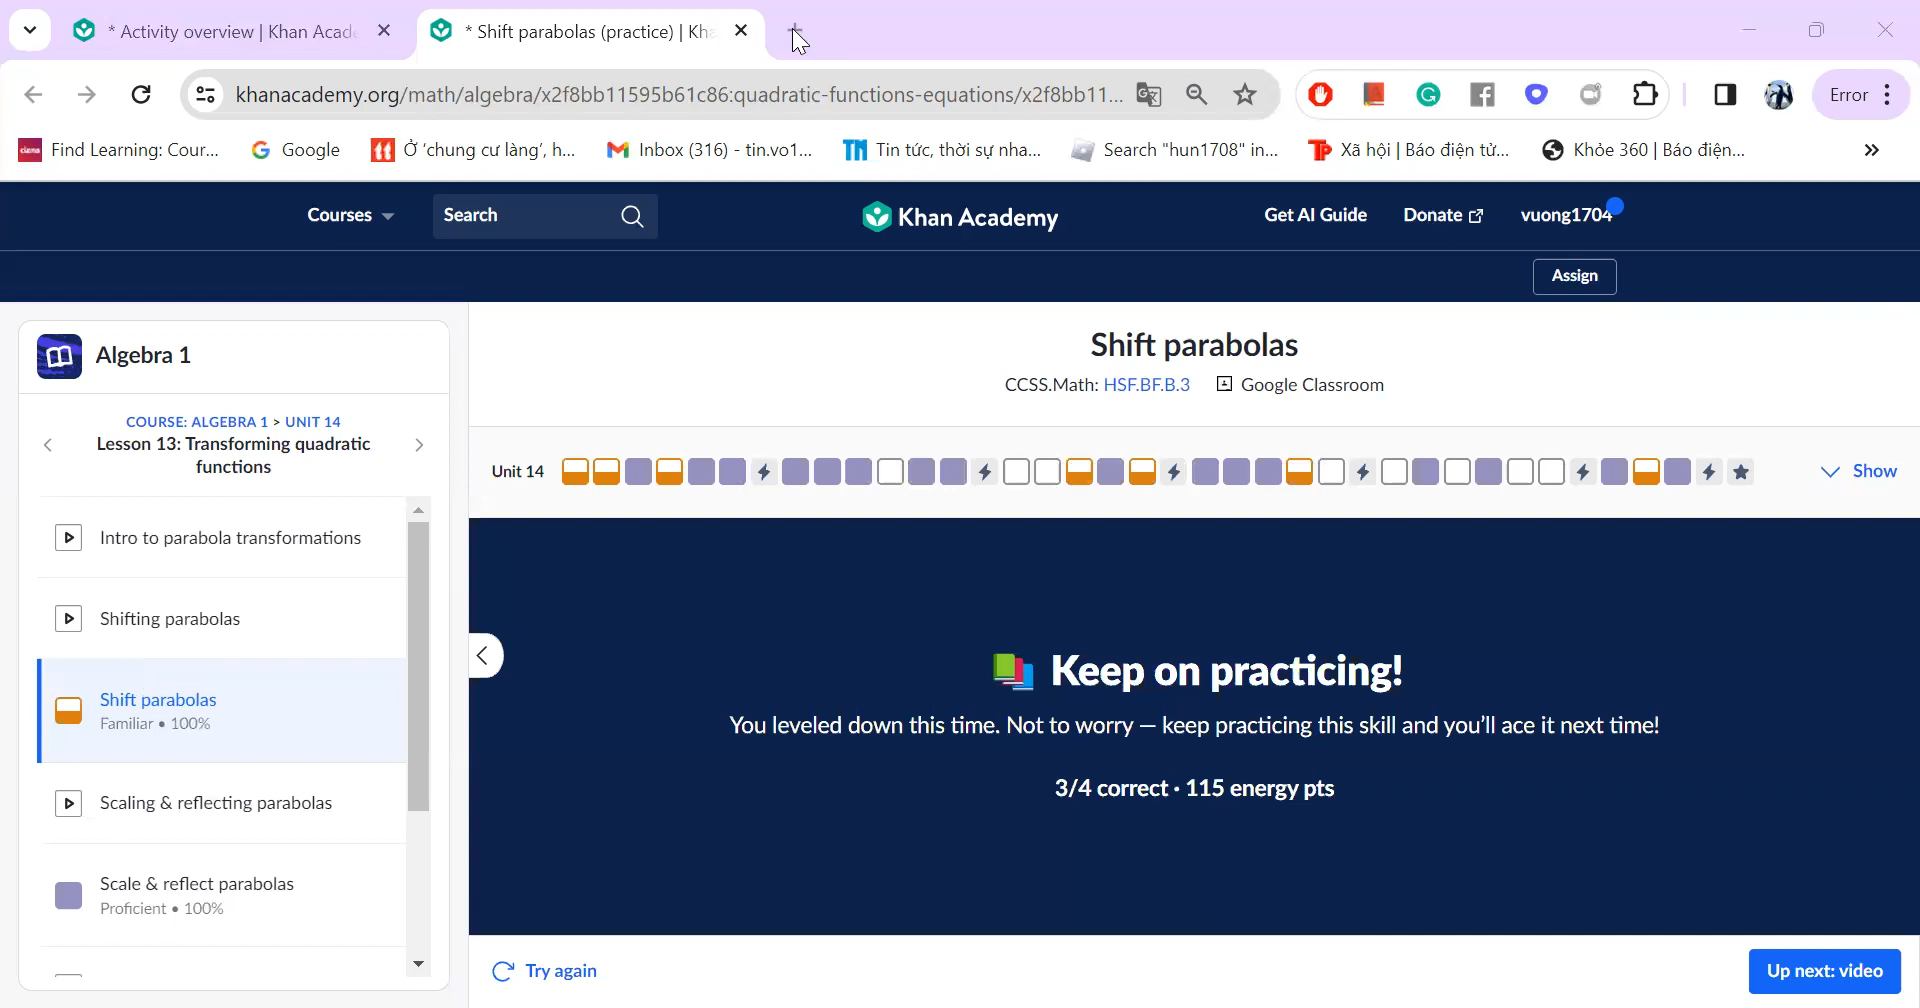 * Activity overview | Khan Acade
* Shift parabolas (practice) | Kha
khanacademy.org/math/algebra/x2f8bb11595b61c86:quadratic-functions-equations/x2f8bb11...
Error
Find Learning: Cour...
Google
Ở ‘chung cư làng’, h...
Inbox (316) - tin.vo1...
Tin tức, thời sự nha...
Search "hun1708" in...
Xã hội | Báo điện tử...
Khỏe 360 | Báo điện...
Courses
Search
Khan Academy
Get AI Guide
Donate
vuong1704
Assign
Algebra 1
COURSE: ALGEBRA 1 > UNIT 14
Lesson 13: Transforming quadratic
functions
Intro to parabola transformations
Shifting parabolas
Shift parabolas
Familiar • 100%
Scaling & reflecting parabolas
Scale & reflect parabolas
Proficient • 100%
Shift parabolas
CCSS.Math: HSF.BF.B.3
Google Classroom
Unit 14
Show
Keep on practicing!
You leveled down this time. Not to worry — keep practicing this skill and you’ll ace it next time!
3/4 correct · 115 energy pts
Try again
Up next: video